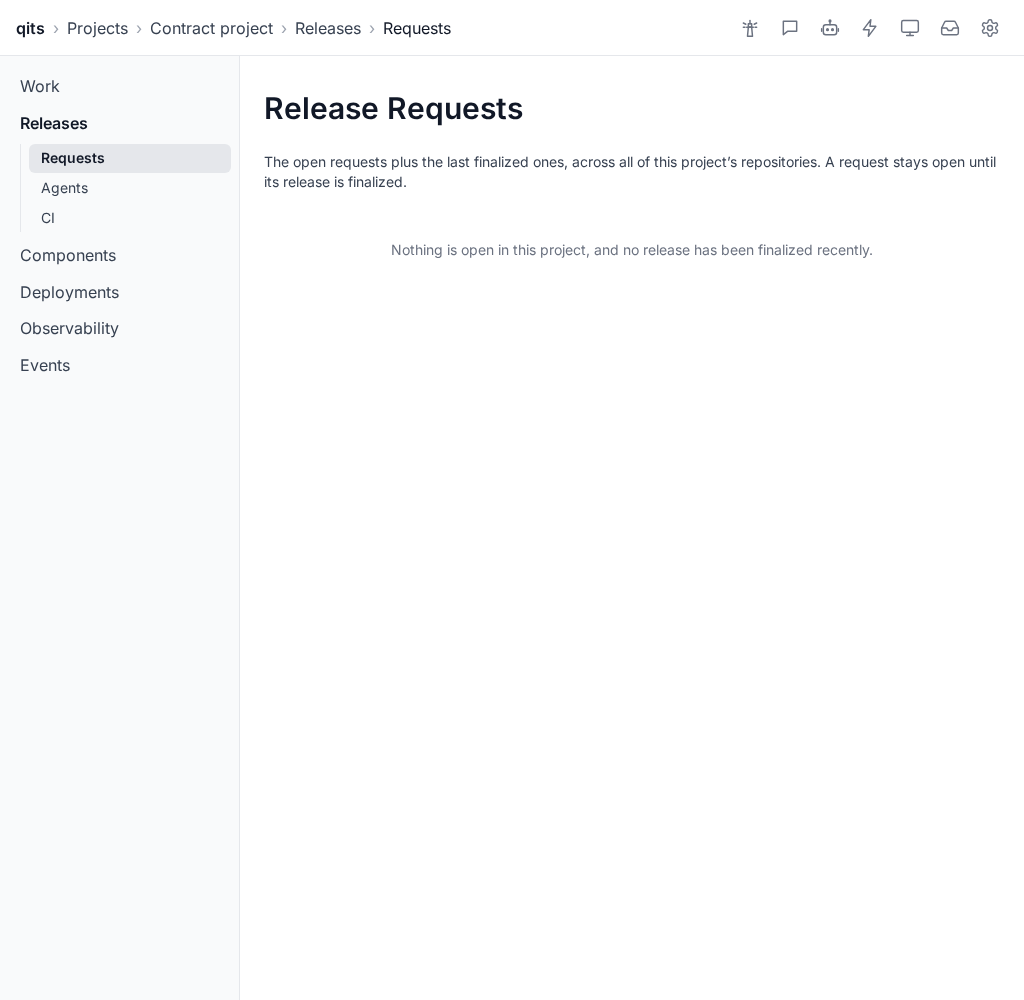 qits › Projects › Contract project › Releases › Requests
Work
Releases
Requests
Agents
CI
Components
Deployments
Observability
Events
Release Requests
The open requests plus the last finalized ones, across all of this project’s repositories. A request stays open until
its release is finalized.
Nothing is open in this project, and no release has been finalized recently.